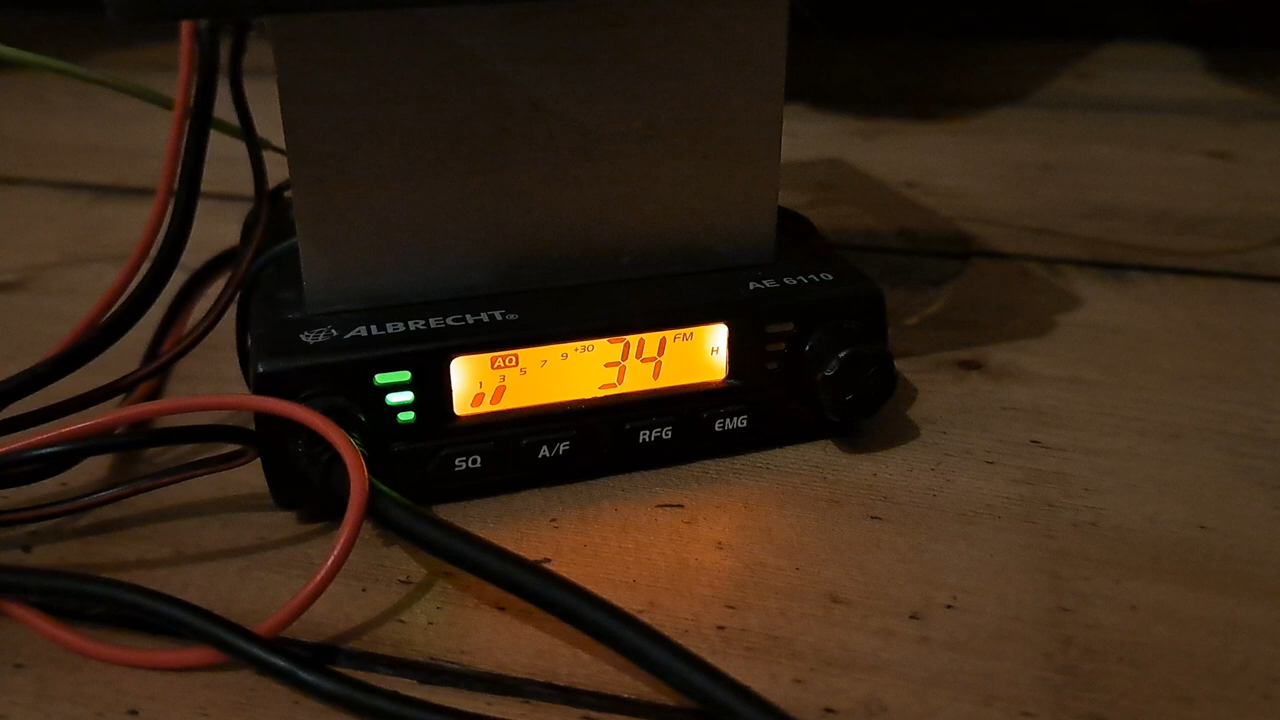 ALBRECHT®
AE 6110
AQ
1 3 5 7 9 +30
34
FM
H
SQ
A/F
RFG
EMG